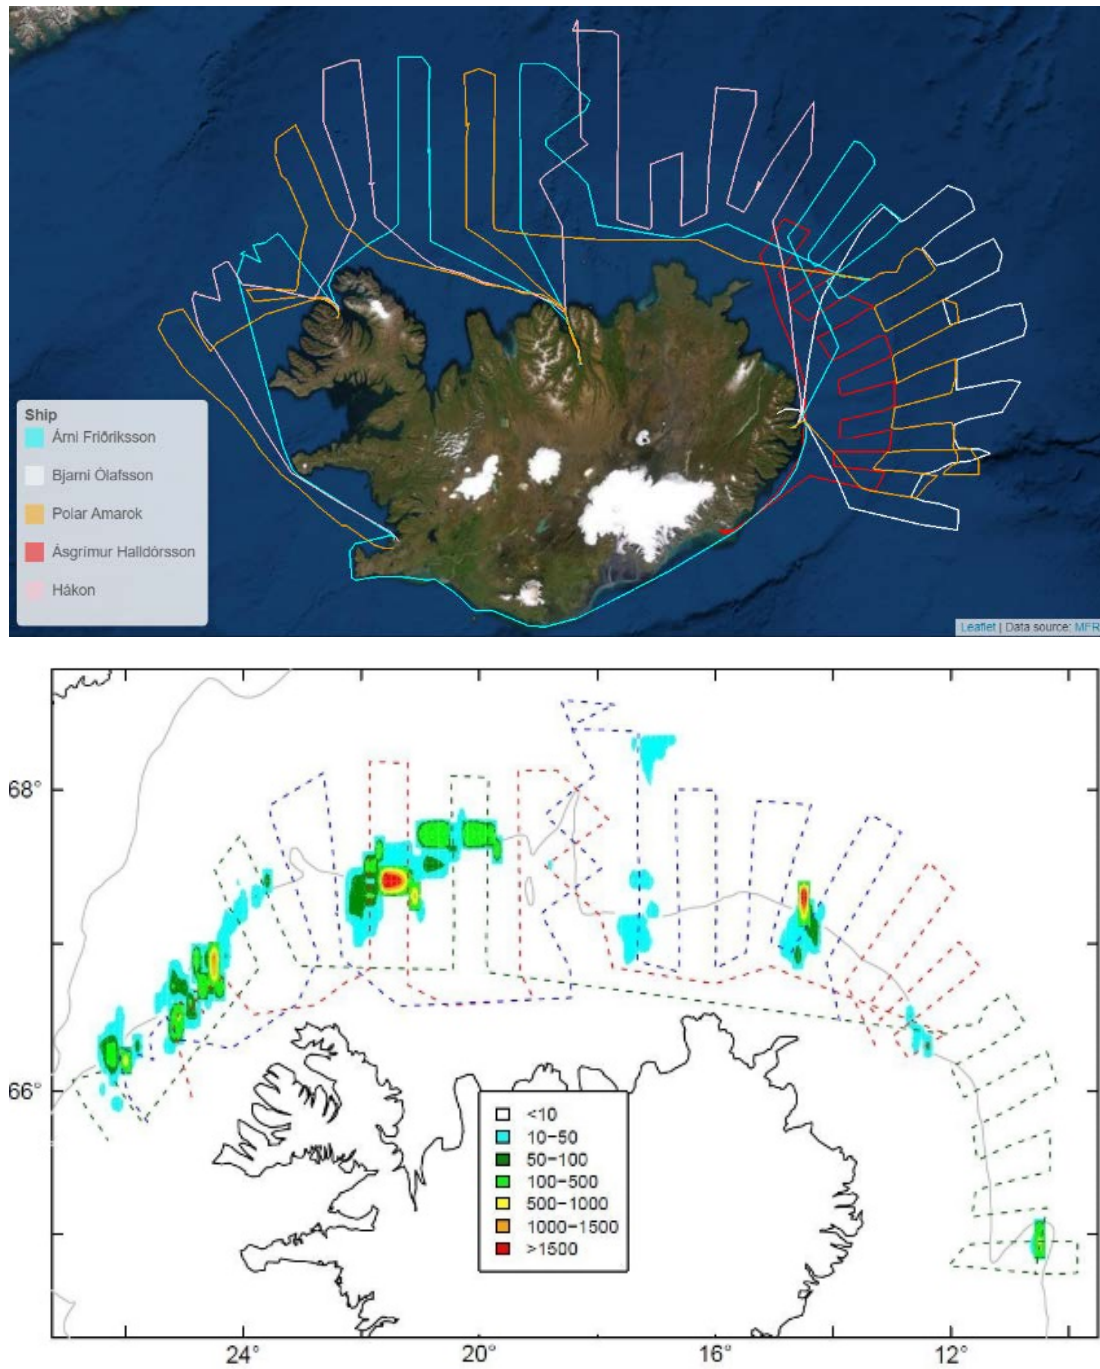 Ship
Árni Friðriksson
Bjarni Ólafsson
Polar Amarok
Ásgrímur Halldórsson
Hákon
Leaflet | Data source: MFR
68°
66°
<10
10-50
50-100
100-500
500-1000
1000-1500
>1500
24° 20° 16° 12°